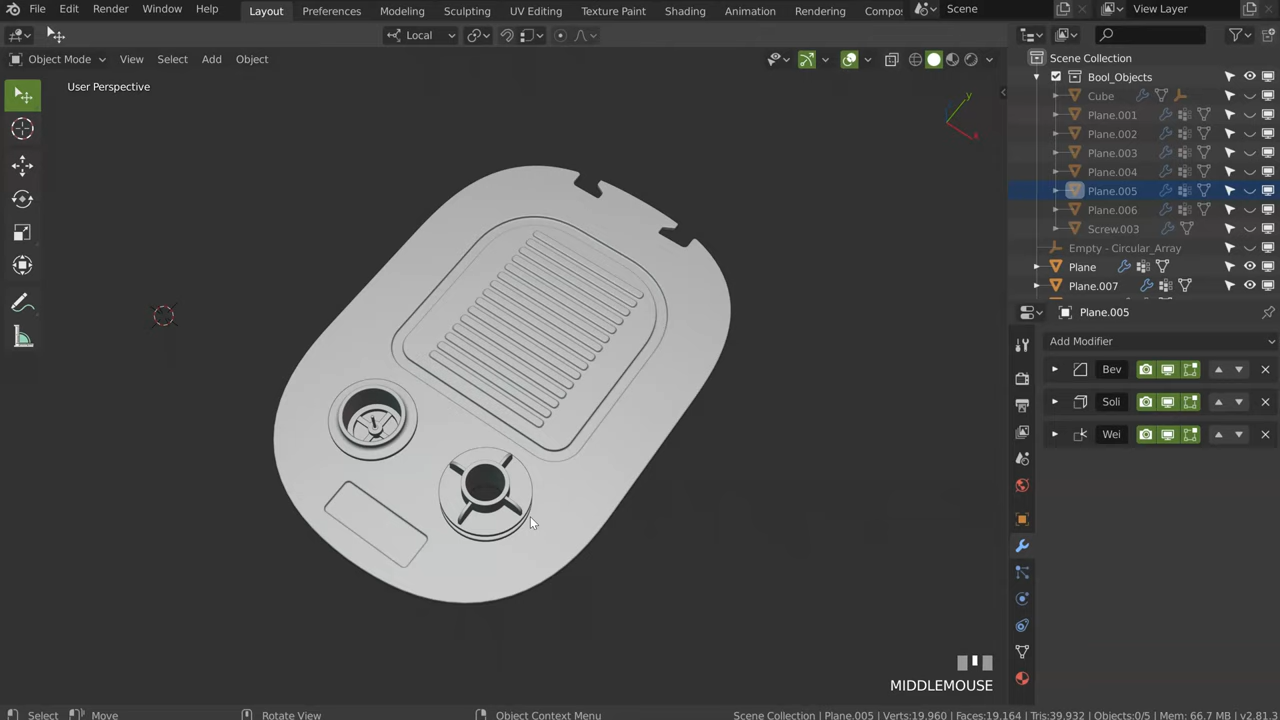 File Edit Render Window Help Layout Preferences Modeling Sculpting UV Editing Texture Paint Shading Animation Rendering Compos Scene View Layer
Local
Object Mode View Select Add Object
User Perspective
y
x
Scene Collection
Bool_Objects
Cube
Plane.001
Plane.002
Plane.003
Plane.004
Plane.005
Plane.006
Screw.003
Empty - Circular_Array
Plane
Plane.007
Plane.005
Add Modifier
Bev
Soli
Wei
MIDDLEMOUSE
Select Move Rotate View Object Context Menu Scene Collection | Plane.005 | Verts:19,960 | Faces:19,164 | Tris:39,932 | Objects:0/5 | Mem: 66.7 MB | v2.81.3